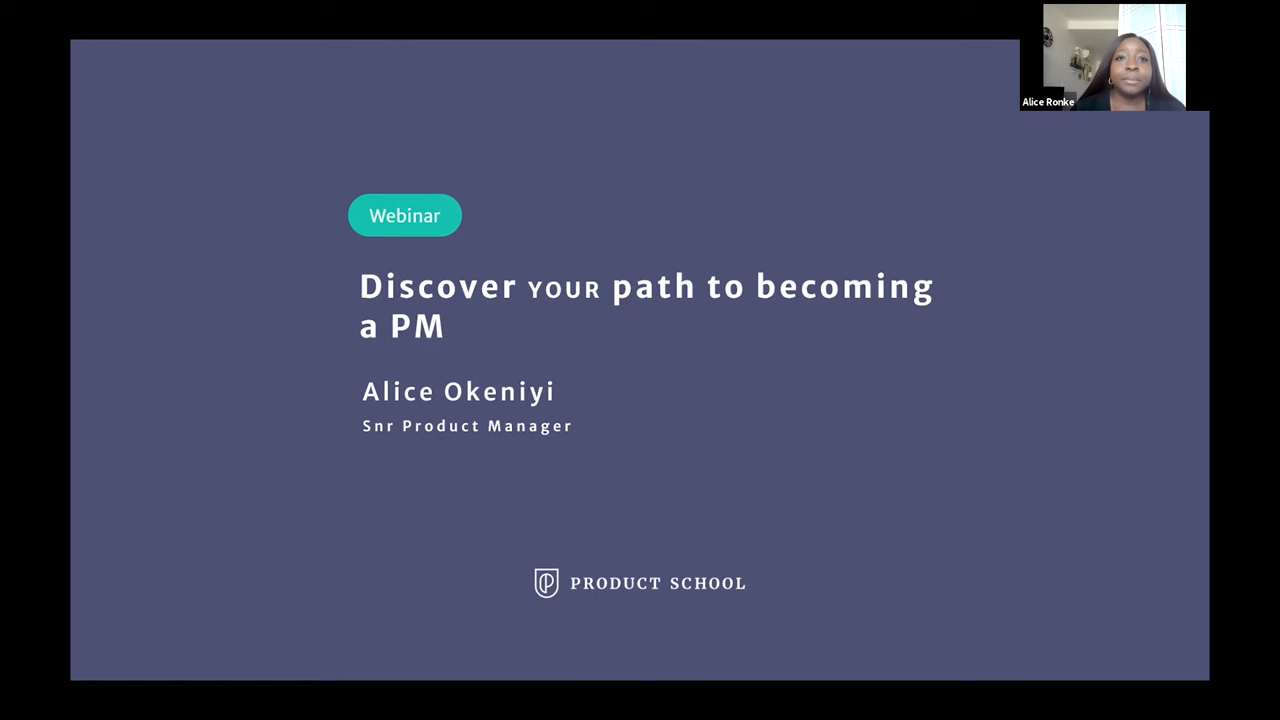 Alice Ronke
Webinar
Discover YOUR path to becoming
a PM
Alice Okeniyi
Snr Product Manager
PRODUCT SCHOOL